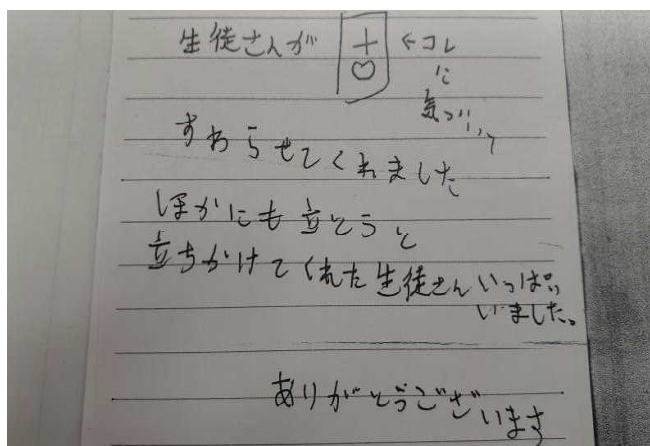 生徒さんが ←コレ
に
気づいて
すわらせてくれました
ほかにも立とうと
立ちかけてくれた生徒さんいっぱい
いました。
ありがとうございます